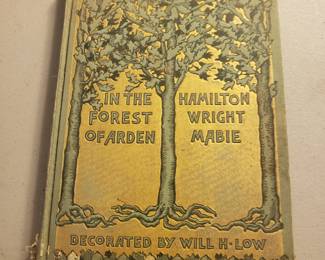 IN THE
FOREST
OF ARDEN
HAMILTON
WRIGHT
MABIE
DECORATED BY WILL H·LOW